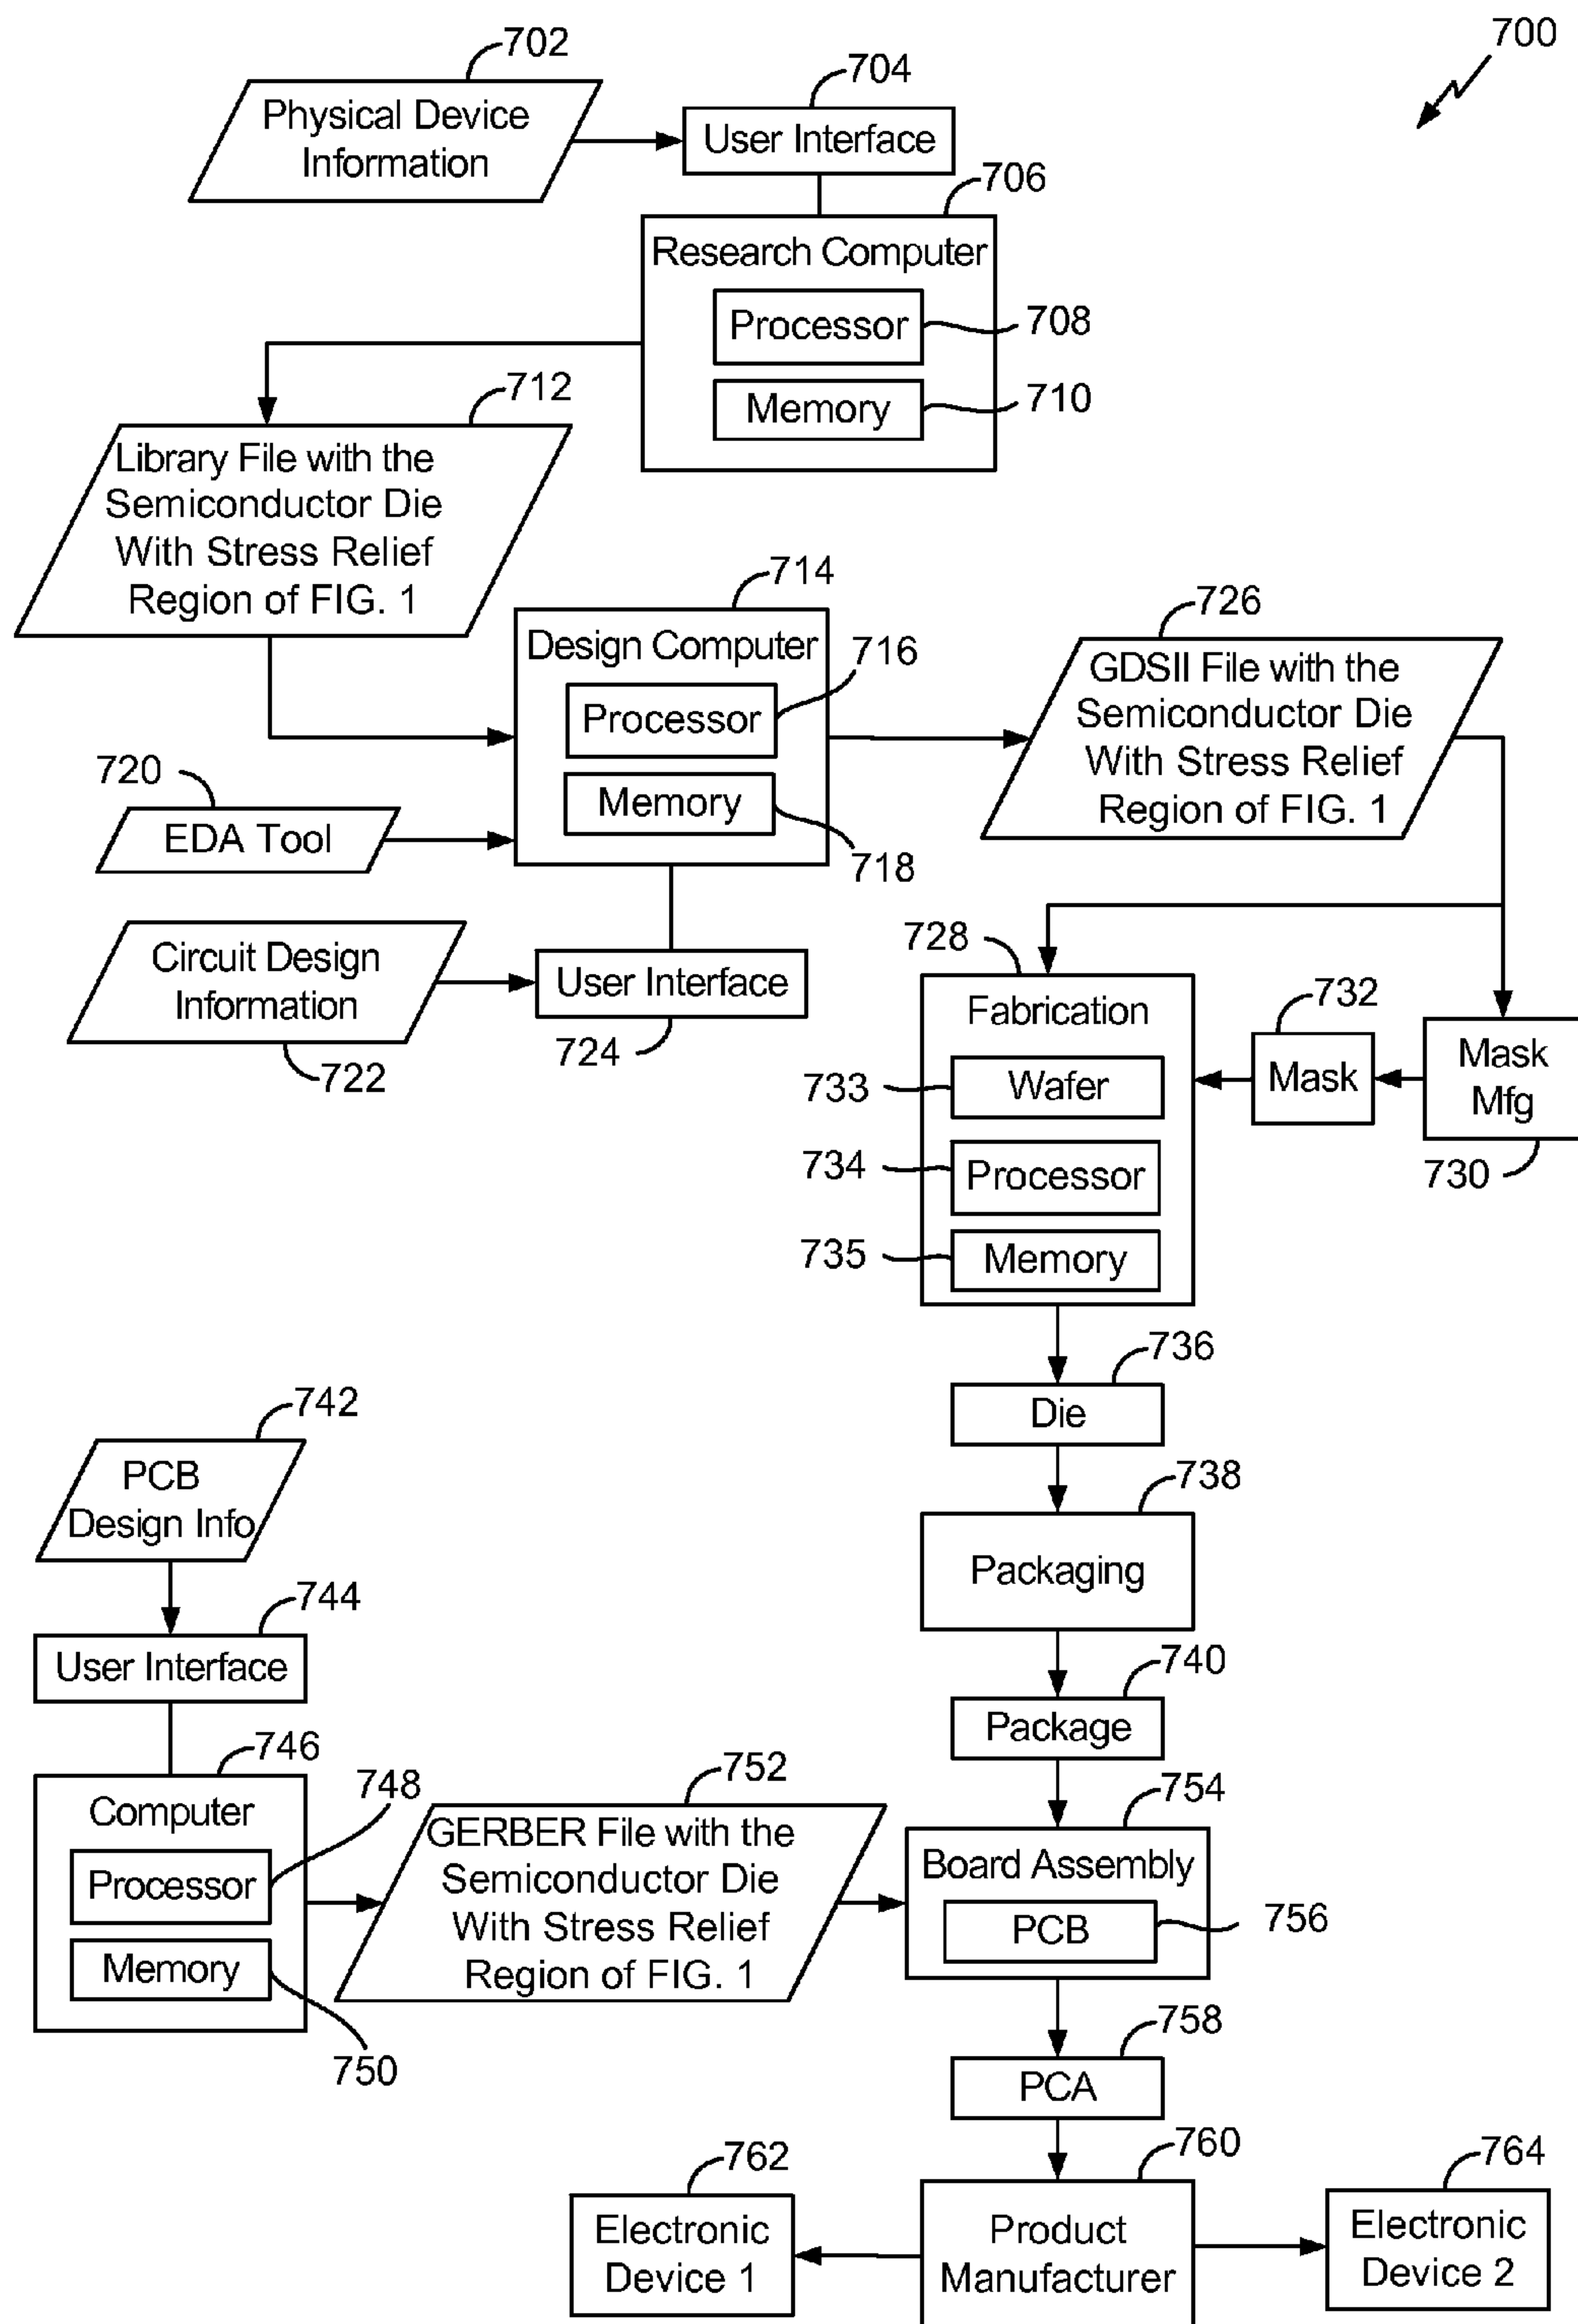 700
702
Physical Device
Information
704
User Interface
706
Research Computer
Processor
708
Memory
710
712
Library File with the
Semiconductor Die
With Stress Relief
Region of FIG. 1
714
Design Computer
716
Processor
Memory
718
720
EDA Tool
722
Circuit Design
Information
User Interface
724
726
GDSII File with the
Semiconductor Die
With Stress Relief
Region of FIG. 1
728
Fabrication
733
Wafer
734
Processor
735
Memory
732
Mask
Mask
Mfg
730
736
Die
738
Packaging
740
Package
742
PCB
Design Info
744
User Interface
746
Computer
748
Processor
Memory
750
752
GERBER File with the
Semiconductor Die
With Stress Relief
Region of FIG. 1
754
Board Assembly
PCB
756
758
PCA
760
Product
Manufacturer
762
Electronic
Device 1
764
Electronic
Device 2